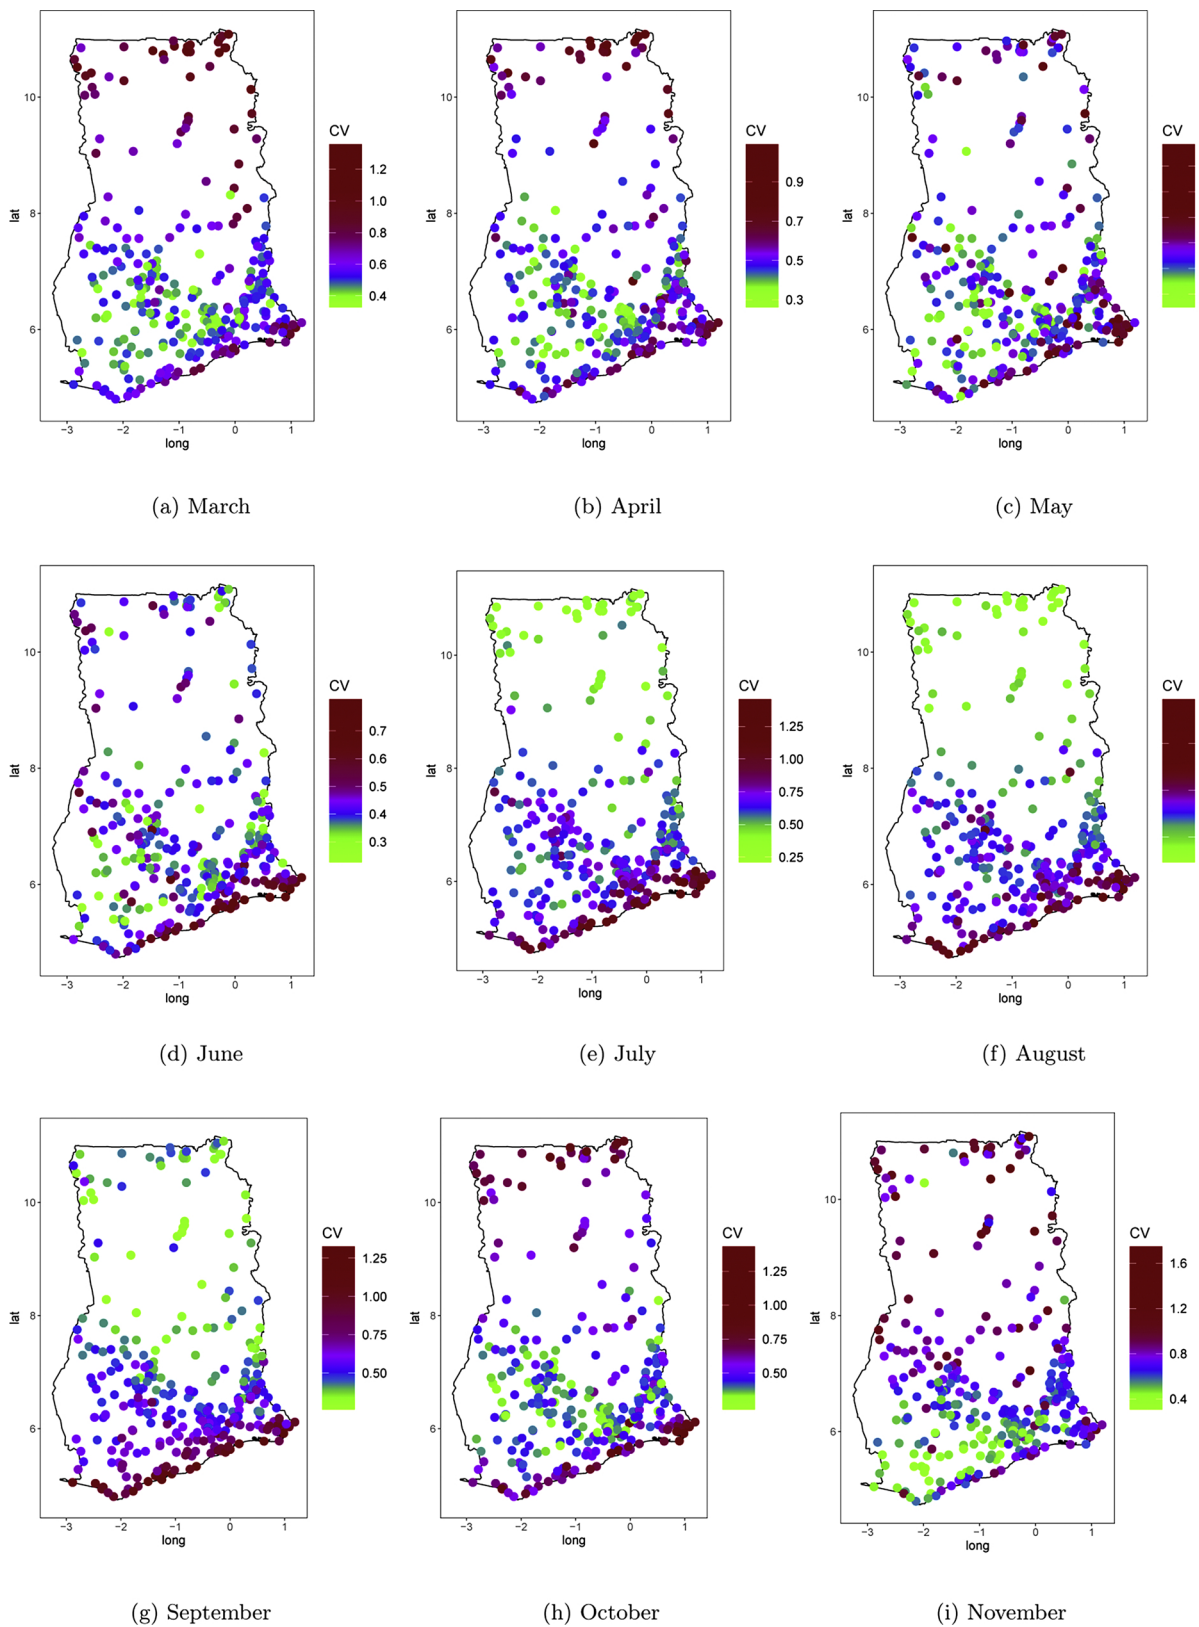 CV
10
1.2
1.0
8
lat
0.8
0.6
0.4
6
−3 −2 −1 0 1
long
(a) March
CV
10
0.9
8
lat
0.7
0.5
0.3
6
−3 −2 −1 0 1
long
(b) April
CV
10
8
lat
6
−3 −2 −1 0 1
long
(c) May
CV
10
0.7
0.6
8
lat
0.5
0.4
0.3
6
−3 −2 −1 0 1
long
(d) June
CV
10
1.25
1.00
8
lat
0.75
0.50
0.25
6
−3 −2 −1 0 1
long
(e) July
CV
10
8
lat
6
−3 −2 −1 0 1
long
(f) August
CV
10
1.25
1.00
8
lat
0.75
0.50
6
−3 −2 −1 0 1
long
(g) September
CV
10
1.25
1.00
8
lat
0.75
0.50
6
−3 −2 −1 0 1
long
(h) October
CV
10
1.6
1.2
8
lat
0.8
0.4
6
−3 −2 −1 0 1
long
(i) November